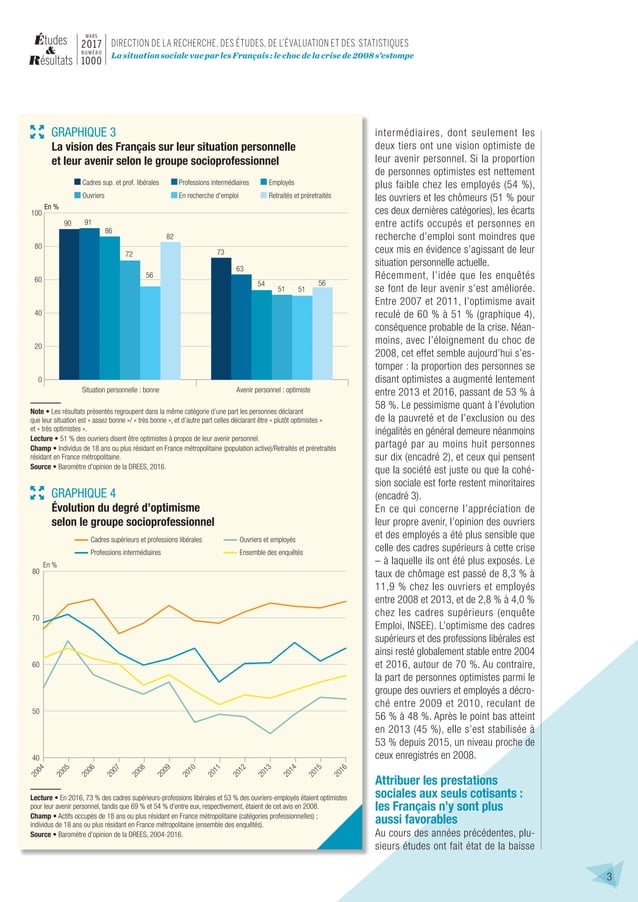 Études
&
Résultats
MARS
2017
NUMÉRO
1000
DIRECTION DE LA RECHERCHE, DES ÉTUDES, DE L'ÉVALUATION ET DES STATISTIQUES
La situation sociale vue par les Français : le choc de la crise de 2008 s'estompe
GRAPHIQUE 3
La vision des Français sur leur situation personnelle
et leur avenir selon le groupe socioprofessionnel
Cadres sup. et prof. libérales
Professions intermédiaires
Employés
Ouvriers
En recherche d'emploi
Retraités et préretraités
En %
100
80
60
40
20
0
90
91
86
72
56
82
73
63
54
51
51
56
Situation personnelle : bonne
Avenir personnel : optimiste
Note • Les résultats présentés regroupent dans la même catégorie d'une part les personnes déclarant
que leur situation est « assez bonne »/ « très bonne », et d'autre part celles déclarant être « plutôt optimistes »
et « très optimistes ».
Lecture • 51 % des ouvriers disent être optimistes à propos de leur avenir personnel.
Champ • Individus de 18 ans ou plus résidant en France métropolitaine (population active)/Retraités et préretraités
résidant en France métropolitaine.
Source • Baromètre d'opinion de la DREES, 2016.
GRAPHIQUE 4
Évolution du degré d'optimisme
selon le groupe socioprofessionnel
Cadres supérieurs et professions libérales
Ouvriers et employés
Professions intermédiaires
Ensemble des enquêtés
En %
80
70
60
50
40
2004
2005
2006
2007
2008
2009
2010
2011
2012
2013
2014
2015
2016
Lecture • En 2016, 73 % des cadres supérieurs-professions libérales et 53 % des ouvriers-employés étaient optimistes
pour leur avenir personnel, tandis que 69 % et 54 % d'entre eux, respectivement, étaient de cet avis en 2008.
Champ • Actifs occupés de 18 ans ou plus résidant en France métropolitaine (catégories professionnelles) ;
individus de 18 ans ou plus résidant en France métropolitaine (ensemble des enquêtés).
Source • Baromètre d'opinion de la DREES, 2004-2016.
intermédiaires, dont seulement les
deux tiers ont une vision optimiste de
leur avenir personnel. Si la proportion
de personnes optimistes est nettement
plus faible chez les employés (54 %),
les ouvriers et les chômeurs (51 % pour
ces deux dernières catégories), les écarts
entre actifs occupés et personnes en
recherche d'emploi sont moindres que
ceux mis en évidence s'agissant de leur
situation personnelle actuelle.
Récemment, l'idée que les enquêtés
se font de leur avenir s'est améliorée.
Entre 2007 et 2011, l'optimisme avait
reculé de 60 % à 51 % (graphique 4),
conséquence probable de la crise. Néan-
moins, avec l'éloignement du choc de
2008, cet effet semble aujourd'hui s'es-
tomper : la proportion des personnes se
disant optimistes a augmenté lentement
entre 2013 et 2016, passant de 53 % à
58 %. Le pessimisme quant à l'évolution
de la pauvreté et de l'exclusion ou des
inégalités en général demeure néanmoins
partagé par au moins huit personnes
sur dix (encadré 2), et ceux qui pensent
que la société est juste ou que la cohé-
sion sociale est forte restent minoritaires
(encadré 3).
En ce qui concerne l'appréciation de
leur propre avenir, l'opinion des ouvriers
et des employés a été plus sensible que
celle des cadres supérieurs à cette crise
– à laquelle ils ont été plus exposés. Le
taux de chômage est passé de 8,3 % à
11,9 % chez les ouvriers et employés
entre 2008 et 2013, et de 2,8 % à 4,0 %
chez les cadres supérieurs (enquête
Emploi, INSEE). L'optimisme des cadres
supérieurs et des professions libérales est
ainsi resté globalement stable entre 2004
et 2016, autour de 70 %. Au contraire,
la part de personnes optimistes parmi le
groupe des ouvriers et employés a décro-
ché entre 2009 et 2010, reculant de
56 % à 48 %. Après le point bas atteint
en 2013 (45 %), elle s'est stabilisée à
53 % depuis 2015, un niveau proche de
ceux enregistrés en 2008.
Attribuer les prestations
sociales aux seuls cotisants :
les Français n'y sont plus
aussi favorables
Au cours des années précédentes, plu-
sieurs études ont fait état de la baisse
3